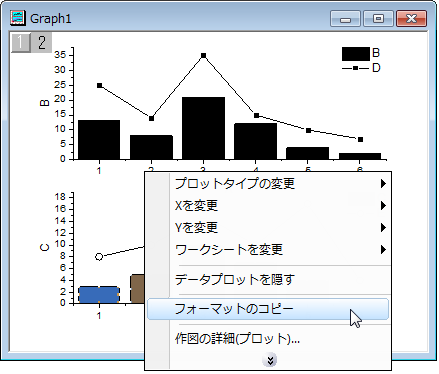 Graph1
1 2
B
D
35
30
25
20
15
10
5
0
B
1 2 3 4 5 6
18
16
14
12
10
8
6
4
2
0
C
1
プロットタイプの変更
Xを変更
Yを変更
ワークシートを変更
データプロットを隠す
フォーマットのコピー
作図の詳細(プロット)...